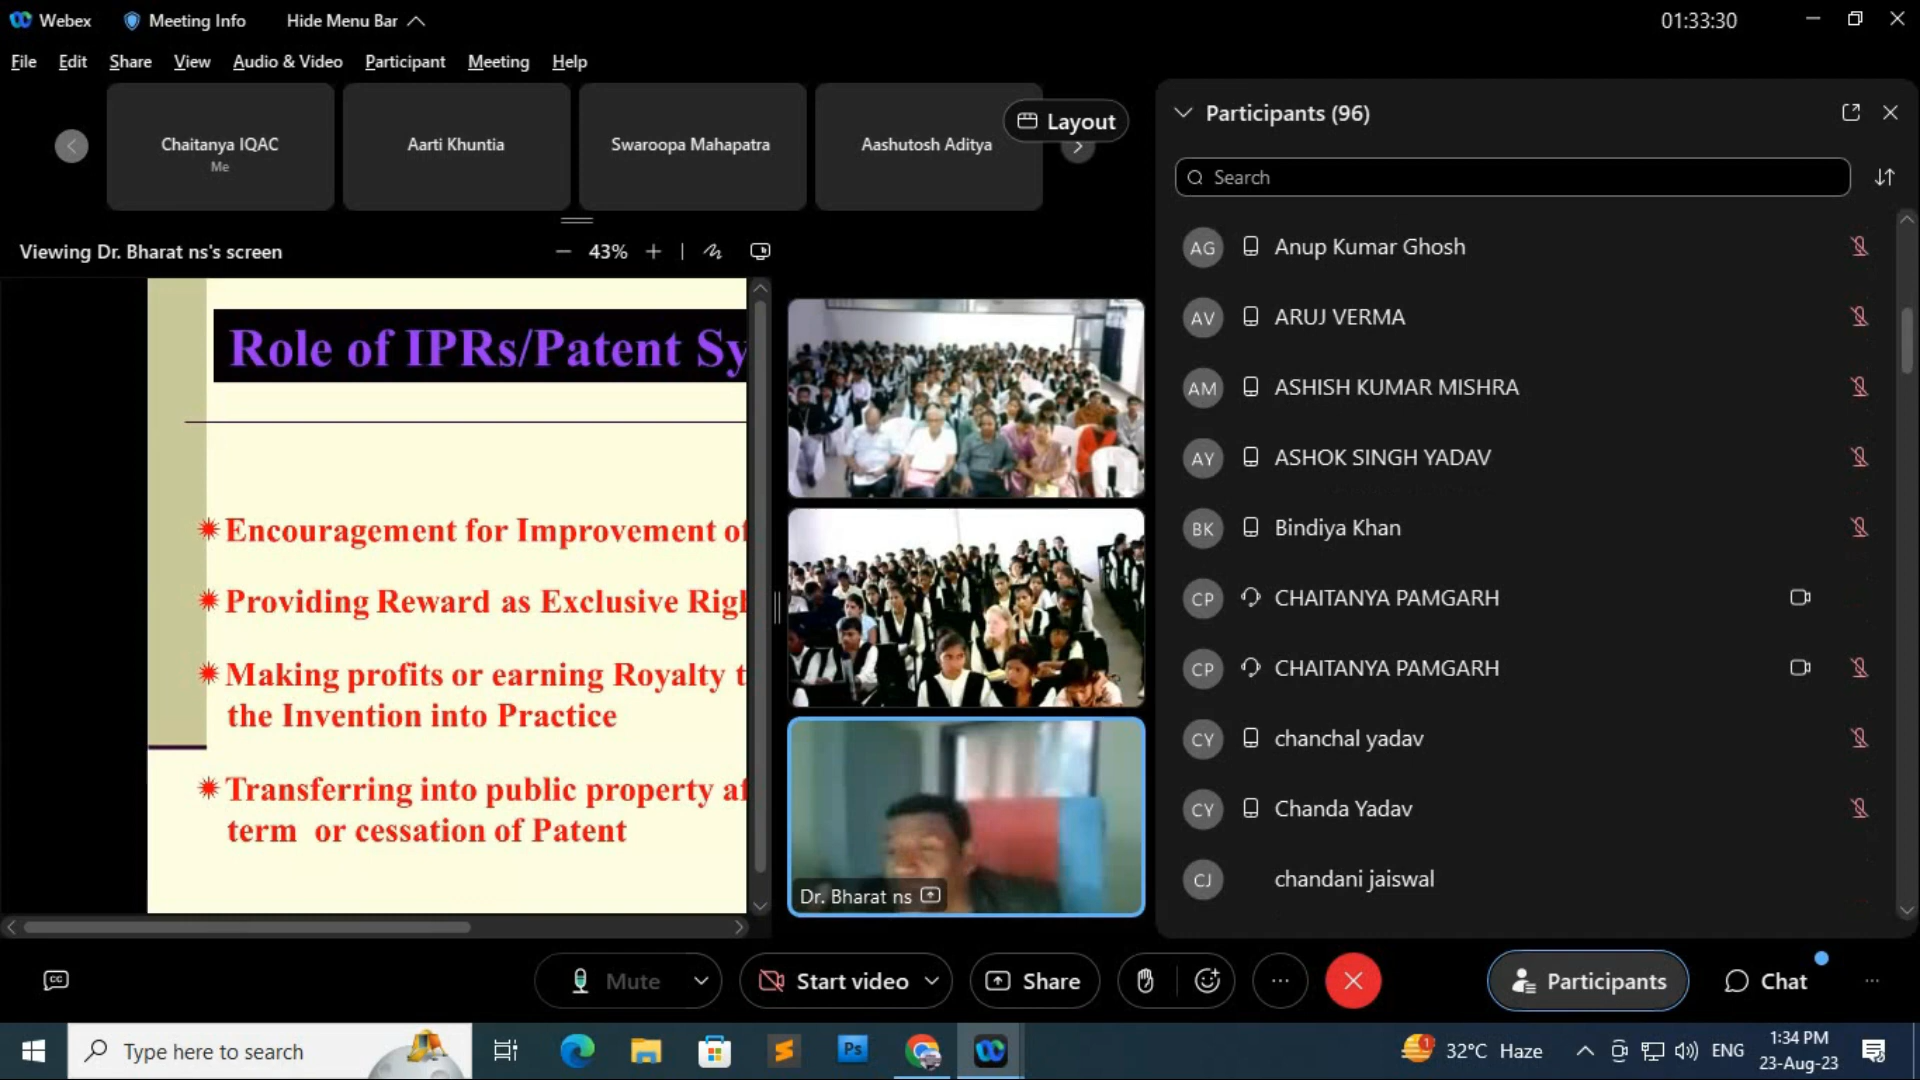 Webex
Meeting Info
Hide Menu Bar
01:33:30
File Edit Share View Audio & Video Participant Meeting Help
Chaitanya IQAC
Me
Aarti Khuntia
Swaroopa Mahapatra
Aashutosh Aditya
Layout
Viewing Dr. Bharat ns's screen
43%
Role of IPRs/Patent Sy
Encouragement for Improvement of
Providing Reward as Exclusive Righ
Making profits or earning Royalty t
the Invention into Practice
Transferring into public property af
term or cessation of Patent
Dr. Bharat ns
Participants (96)
Search
AG Anup Kumar Ghosh
AV ARUJ VERMA
AM ASHISH KUMAR MISHRA
AY ASHOK SINGH YADAV
BK Bindiya Khan
CP CHAITANYA PAMGARH
CP CHAITANYA PAMGARH
CY chanchal yadav
CY Chanda Yadav
CJ chandani jaiswal
CC
Mute
Start video
Share
Participants
Chat
Type here to search
Ps
1
32°C Haze
ENG
1:34 PM
23-Aug-23